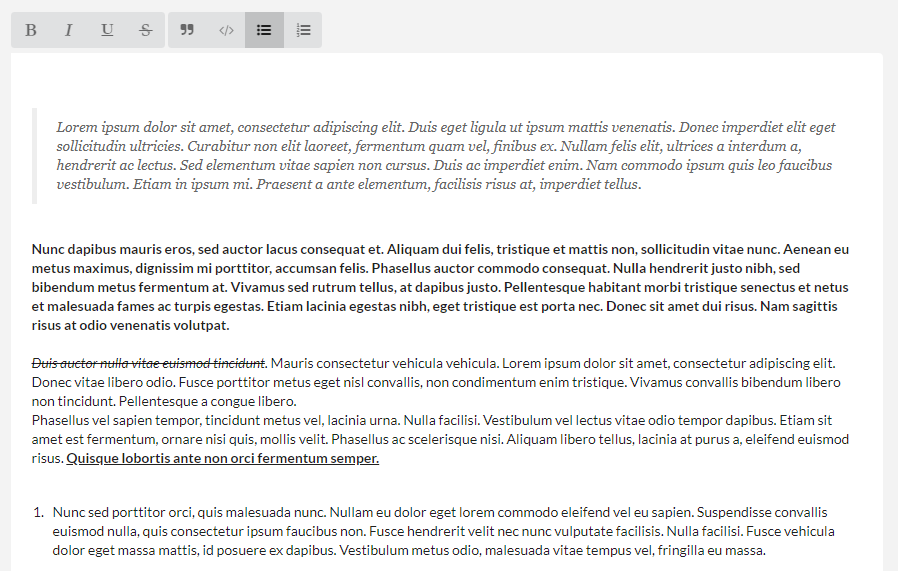 B I U S ” </>
Lorem ipsum dolor sit amet, consectetur adipiscing elit. Duis eget ligula ut ipsum mattis venenatis. Donec imperdiet elit eget
sollicitudin ultricies. Curabitur non elit laoreet, fermentum quam vel, finibus ex. Nullam felis elit, ultrices a interdum a,
hendrerit ac lectus. Sed elementum vitae sapien non cursus. Duis ac imperdiet enim. Nam commodo ipsum quis leo faucibus
vestibulum. Etiam in ipsum mi. Praesent a ante elementum, facilisis risus at, imperdiet tellus.
Nunc dapibus mauris eros, sed auctor lacus consequat et. Aliquam dui felis, tristique et mattis non, sollicitudin vitae nunc. Aenean eu
metus maximus, dignissim mi porttitor, accumsan felis. Phasellus auctor commodo consequat. Nulla hendrerit justo nibh, sed
bibendum metus fermentum at. Vivamus sed rutrum tellus, at dapibus justo. Pellentesque habitant morbi tristique senectus et netus
et malesuada fames ac turpis egestas. Etiam lacinia egestas nibh, eget tristique est porta nec. Donec sit amet dui risus. Nam sagittis
risus at odio venenatis volutpat.
Duis auctor nulla vitae euismod tincidunt. Mauris consectetur vehicula vehicula. Lorem ipsum dolor sit amet, consectetur adipiscing elit.
Donec vitae libero odio. Fusce porttitor metus eget nisl convallis, non condimentum enim tristique. Vivamus convallis bibendum libero
non tincidunt. Pellentesque a congue libero.
Phasellus vel sapien tempor, tincidunt metus vel, lacinia urna. Nulla facilisi. Vestibulum vel lectus vitae odio tempor dapibus. Etiam sit
amet est fermentum, ornare nisi quis, mollis velit. Phasellus ac scelerisque nisi. Aliquam libero tellus, lacinia at purus a, eleifend euismod
risus. Quisque lobortis ante non orci fermentum semper.
1. Nunc sed porttitor orci, quis malesuada nunc. Nullam eu dolor eget lorem commodo eleifend vel eu sapien. Suspendisse convallis
euismod nulla, quis consectetur ipsum faucibus non. Fusce hendrerit velit nec nunc vulputate facilisis. Nulla facilisi. Fusce vehicula
dolor eget massa mattis, id posuere ex dapibus. Vestibulum metus odio, malesuada vitae tempus vel, fringilla eu massa.